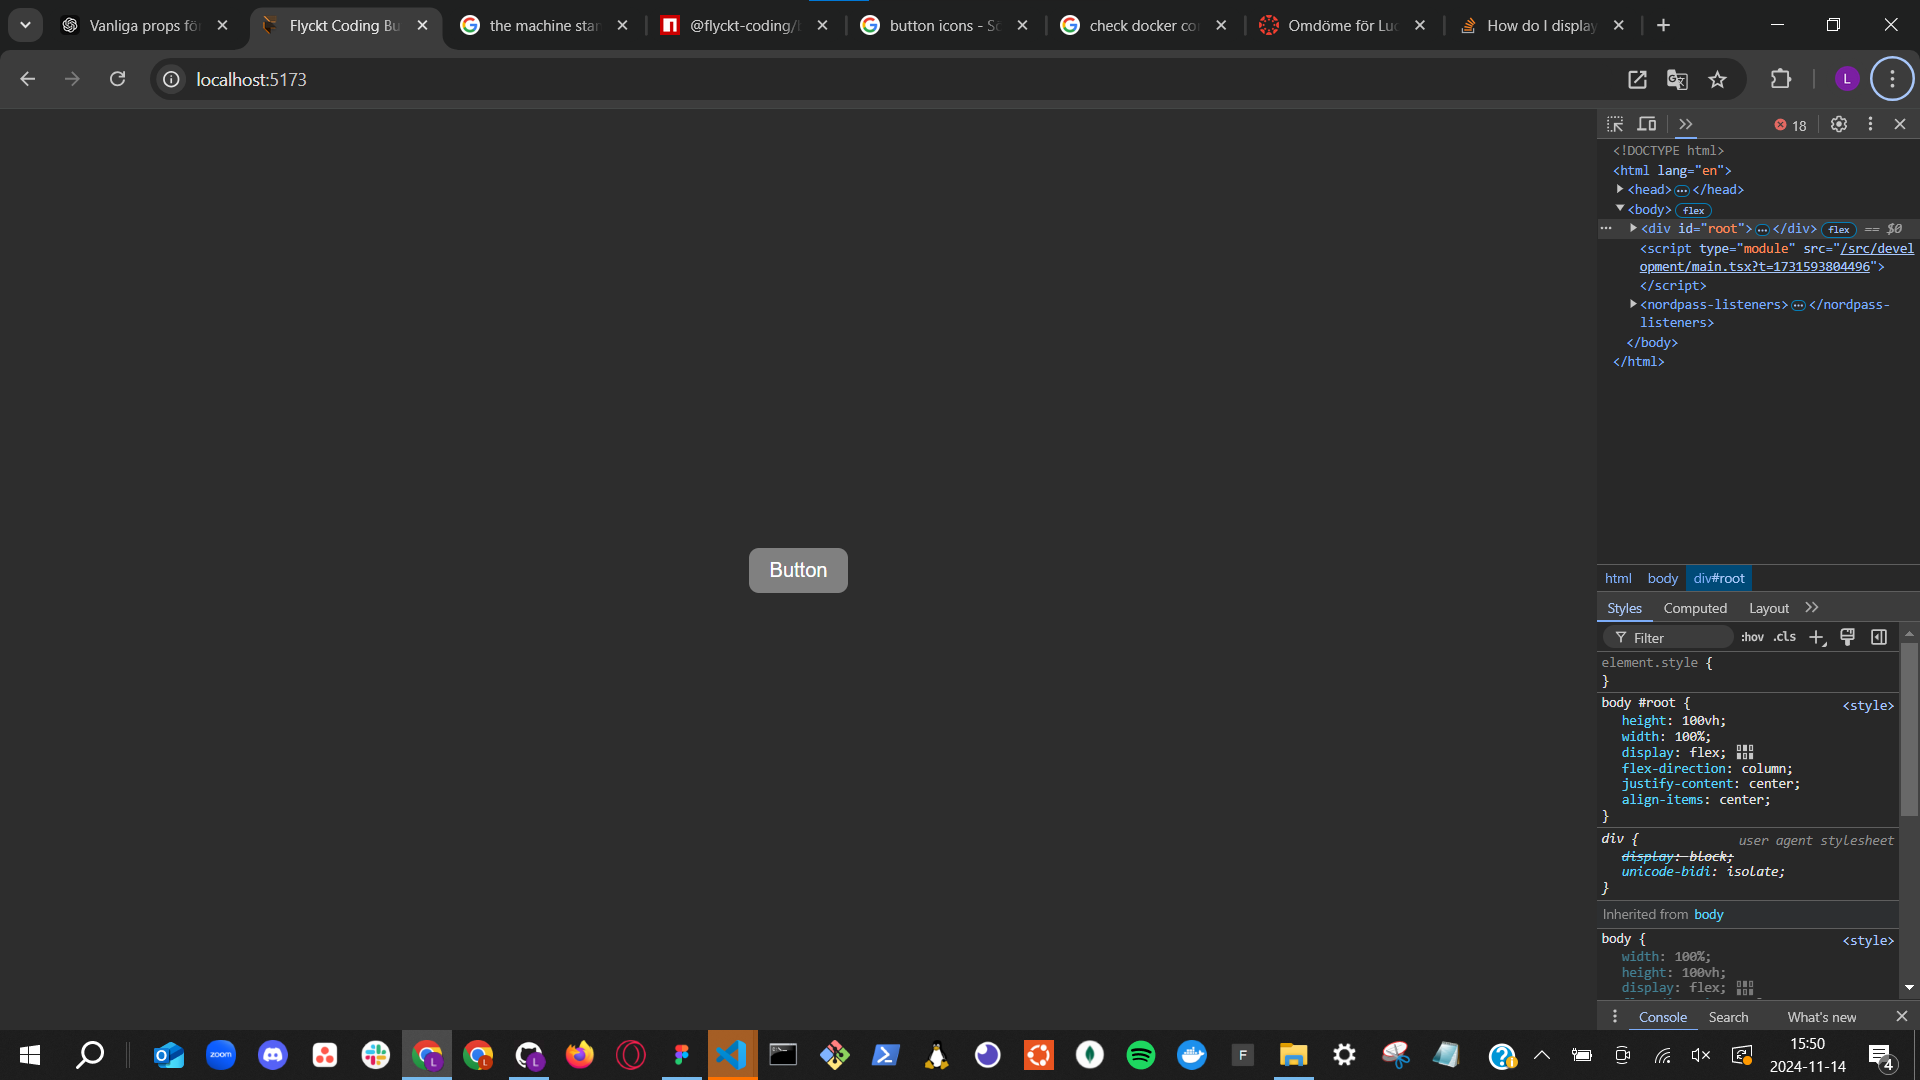 Vanliga props för
Flyckt Coding Bu
the machine star
@flyckt-coding/
button icons - Sö
check docker co
Omdöme för Luc
How do I display
localhost:5173
L
18
<!DOCTYPE html>
<html lang="en">
<head>…</head>
<body> flex
<div id="root">…</div> flex == $0
<script type="module" src="/src/devel
opment/main.tsx?t=1731593804496">
</script>
<nordpass-listeners>…</nordpass-
listeners>
</body>
</html>
Button
html body div#root
Styles Computed Layout
Filter :hov .cls
element.style {
}
body #root { <style>
height: 100vh;
width: 100%;
display: flex;
flex-direction: column;
justify-content: center;
align-items: center;
}
div { user agent stylesheet
display: block;
unicode-bidi: isolate;
}
Inherited from body
body { <style>
width: 100%;
height: 100vh;
display: flex;
Console Search What's new
zoom
F
15:50
2024-11-14
4